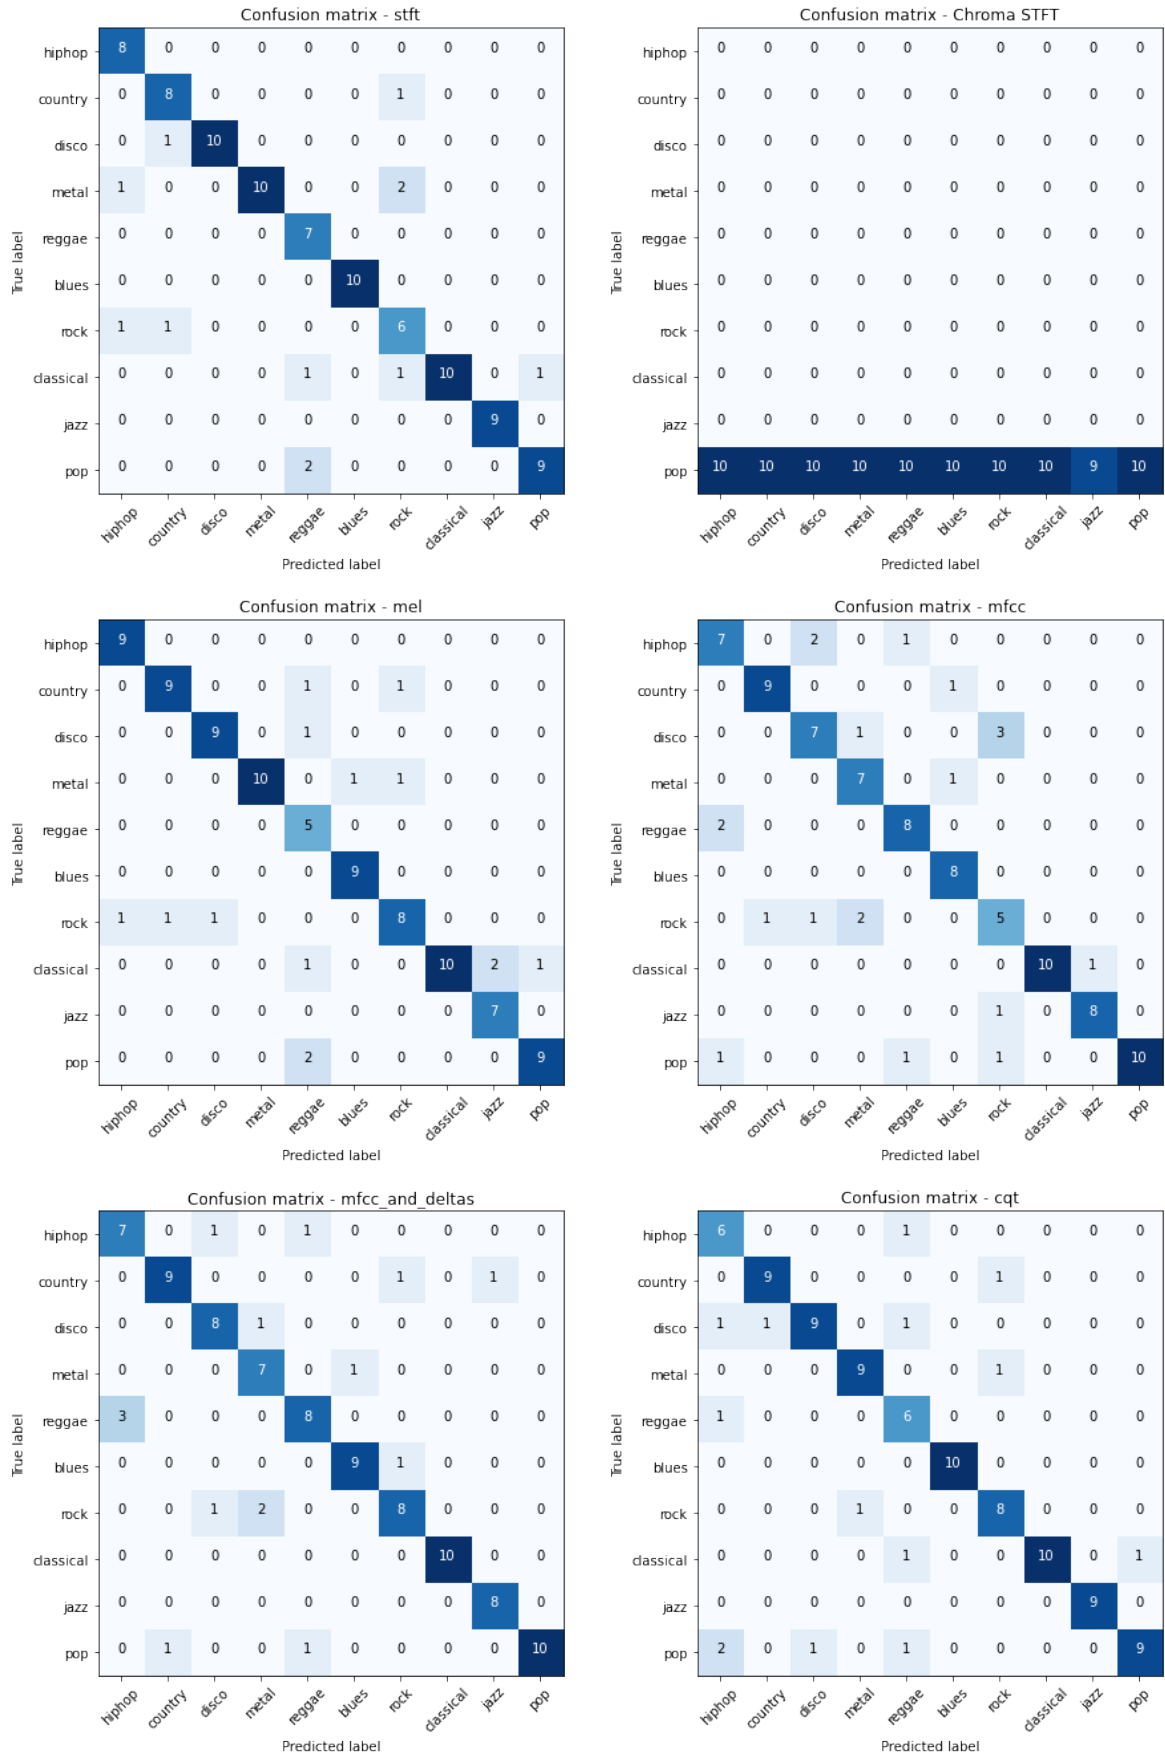 Confusion matrix - stft
True label
hiphop 8 0 0 0 0 0 0 0 0 0
country 0 8 0 0 0 0 1 0 0 0
disco 0 1 10 0 0 0 0 0 0 0
metal 1 0 0 10 0 0 2 0 0 0
reggae 0 0 0 0 7 0 0 0 0 0
blues 0 0 0 0 0 10 0 0 0 0
rock 1 1 0 0 0 0 6 0 0 0
classical 0 0 0 0 1 0 1 10 0 1
jazz 0 0 0 0 0 0 0 0 9 0
pop 0 0 0 0 2 0 0 0 0 9
hiphop country disco metal reggae blues rock classical jazz pop
Predicted label
Confusion matrix - Chroma STFT
True label
hiphop 0 0 0 0 0 0 0 0 0 0
country 0 0 0 0 0 0 0 0 0 0
disco 0 0 0 0 0 0 0 0 0 0
metal 0 0 0 0 0 0 0 0 0 0
reggae 0 0 0 0 0 0 0 0 0 0
blues 0 0 0 0 0 0 0 0 0 0
rock 0 0 0 0 0 0 0 0 0 0
classical 0 0 0 0 0 0 0 0 0 0
jazz 0 0 0 0 0 0 0 0 0 0
pop 10 10 10 10 10 10 10 10 9 10
hiphop country disco metal reggae blues rock classical jazz pop
Predicted label
Confusion matrix - mel
True label
hiphop 9 0 0 0 0 0 0 0 0 0
country 0 9 0 0 1 0 1 0 0 0
disco 0 0 9 0 1 0 0 0 0 0
metal 0 0 0 10 0 1 1 0 0 0
reggae 0 0 0 0 5 0 0 0 0 0
blues 0 0 0 0 0 9 0 0 0 0
rock 1 1 1 0 0 0 8 0 0 0
classical 0 0 0 0 1 0 0 10 2 1
jazz 0 0 0 0 0 0 0 0 7 0
pop 0 0 0 0 2 0 0 0 0 9
hiphop country disco metal reggae blues rock classical jazz pop
Predicted label
Confusion matrix - mfcc
True label
hiphop 7 0 2 0 1 0 0 0 0 0
country 0 9 0 0 0 1 0 0 0 0
disco 0 0 7 1 0 0 3 0 0 0
metal 0 0 0 7 0 1 0 0 0 0
reggae 2 0 0 0 8 0 0 0 0 0
blues 0 0 0 0 0 8 0 0 0 0
rock 0 1 1 2 0 0 5 0 0 0
classical 0 0 0 0 0 0 0 10 1 0
jazz 0 0 0 0 0 0 1 0 8 0
pop 1 0 0 0 1 0 1 0 0 10
hiphop country disco metal reggae blues rock classical jazz pop
Predicted label
Confusion matrix - mfcc_and_deltas
True label
hiphop 7 0 1 0 1 0 0 0 0 0
country 0 9 0 0 0 0 1 0 1 0
disco 0 0 8 1 0 0 0 0 0 0
metal 0 0 0 7 0 1 0 0 0 0
reggae 3 0 0 0 8 0 0 0 0 0
blues 0 0 0 0 0 9 1 0 0 0
rock 0 0 1 2 0 0 8 0 0 0
classical 0 0 0 0 0 0 0 10 0 0
jazz 0 0 0 0 0 0 0 0 8 0
pop 0 1 0 0 1 0 0 0 0 10
hiphop country disco metal reggae blues rock classical jazz pop
Predicted label
Confusion matrix - cqt
True label
hiphop 6 0 0 0 1 0 0 0 0 0
country 0 9 0 0 0 0 1 0 0 0
disco 1 1 9 0 1 0 0 0 0 0
metal 0 0 0 9 0 0 1 0 0 0
reggae 1 0 0 0 6 0 0 0 0 0
blues 0 0 0 0 0 10 0 0 0 0
rock 0 0 0 1 0 0 8 0 0 0
classical 0 0 0 0 1 0 0 10 0 1
jazz 0 0 0 0 0 0 0 0 9 0
pop 2 0 1 0 1 0 0 0 0 9
hiphop country disco metal reggae blues rock classical jazz pop
Predicted label